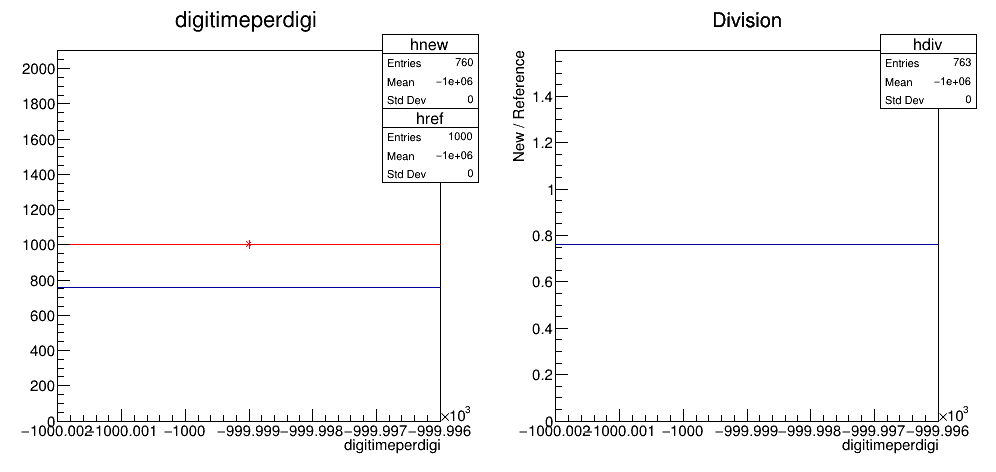 digitimeperdigi
hnew
Entries 760
Mean −1e+06
Std Dev 0
href
Entries 1000
Mean −1e+06
Std Dev 0
2000
1800
1600
1400
1200
1000
800
600
400
200
0
−1000.002 −1000.001 −1000 −999.999 −999.998 −999.997 −999.996
×10³
digitimeperdigi
Division
hdiv
Entries 763
Mean −1e+06
Std Dev 0
New / Reference
1.4
1.2
1
0.8
0.6
0.4
0.2
0
−1000.002 −1000.001 −1000 −999.999 −999.998 −999.997 −999.996
×10³
digitimeperdigi